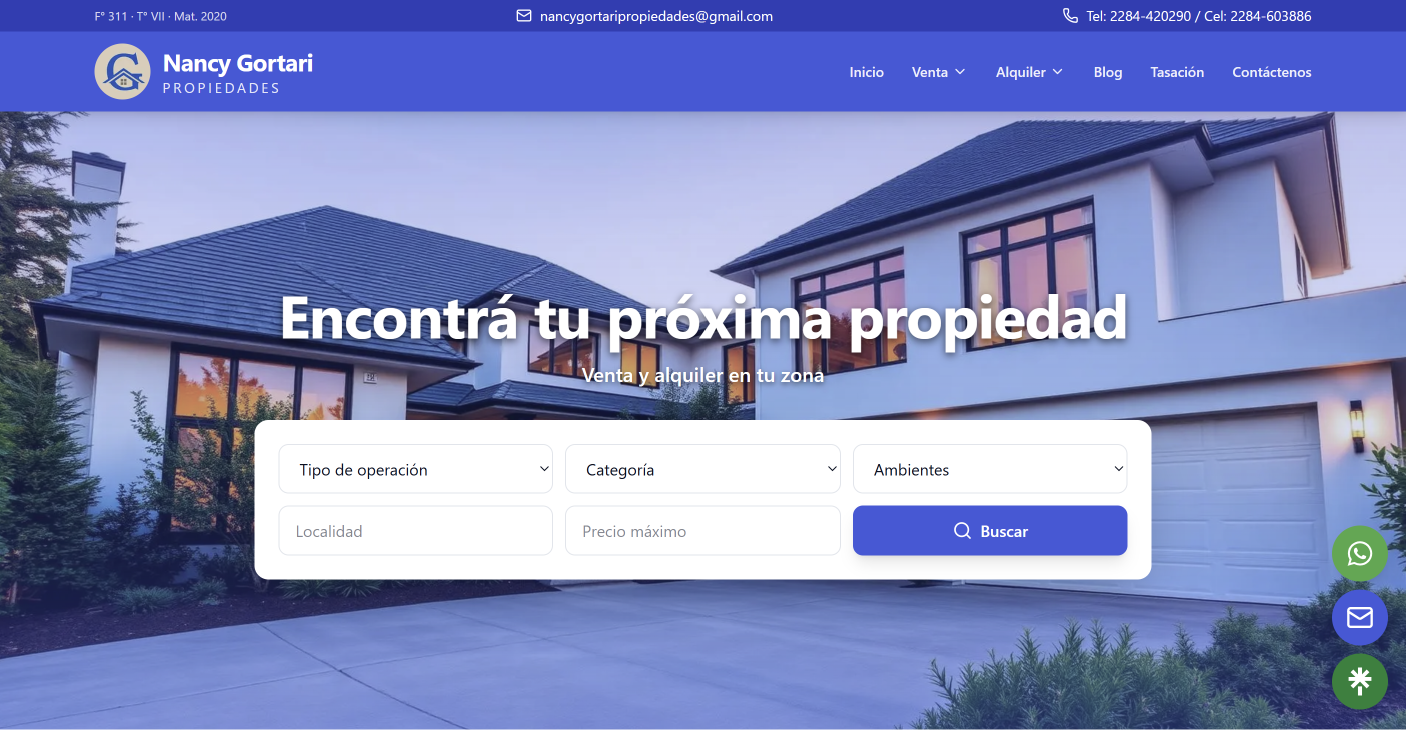 F° 311 · T° VII · Mat. 2020
nancygortaripropiedades@gmail.com
Tel: 2284-420290 / Cel: 2284-603886
Nancy Gortari
PROPIEDADES
Inicio
Venta
Alquiler
Blog
Tasación
Contáctenos
Encontrá tu próxima propiedad
Venta y alquiler en tu zona
Tipo de operación
Categoría
Ambientes
Localidad
Precio máximo
Buscar